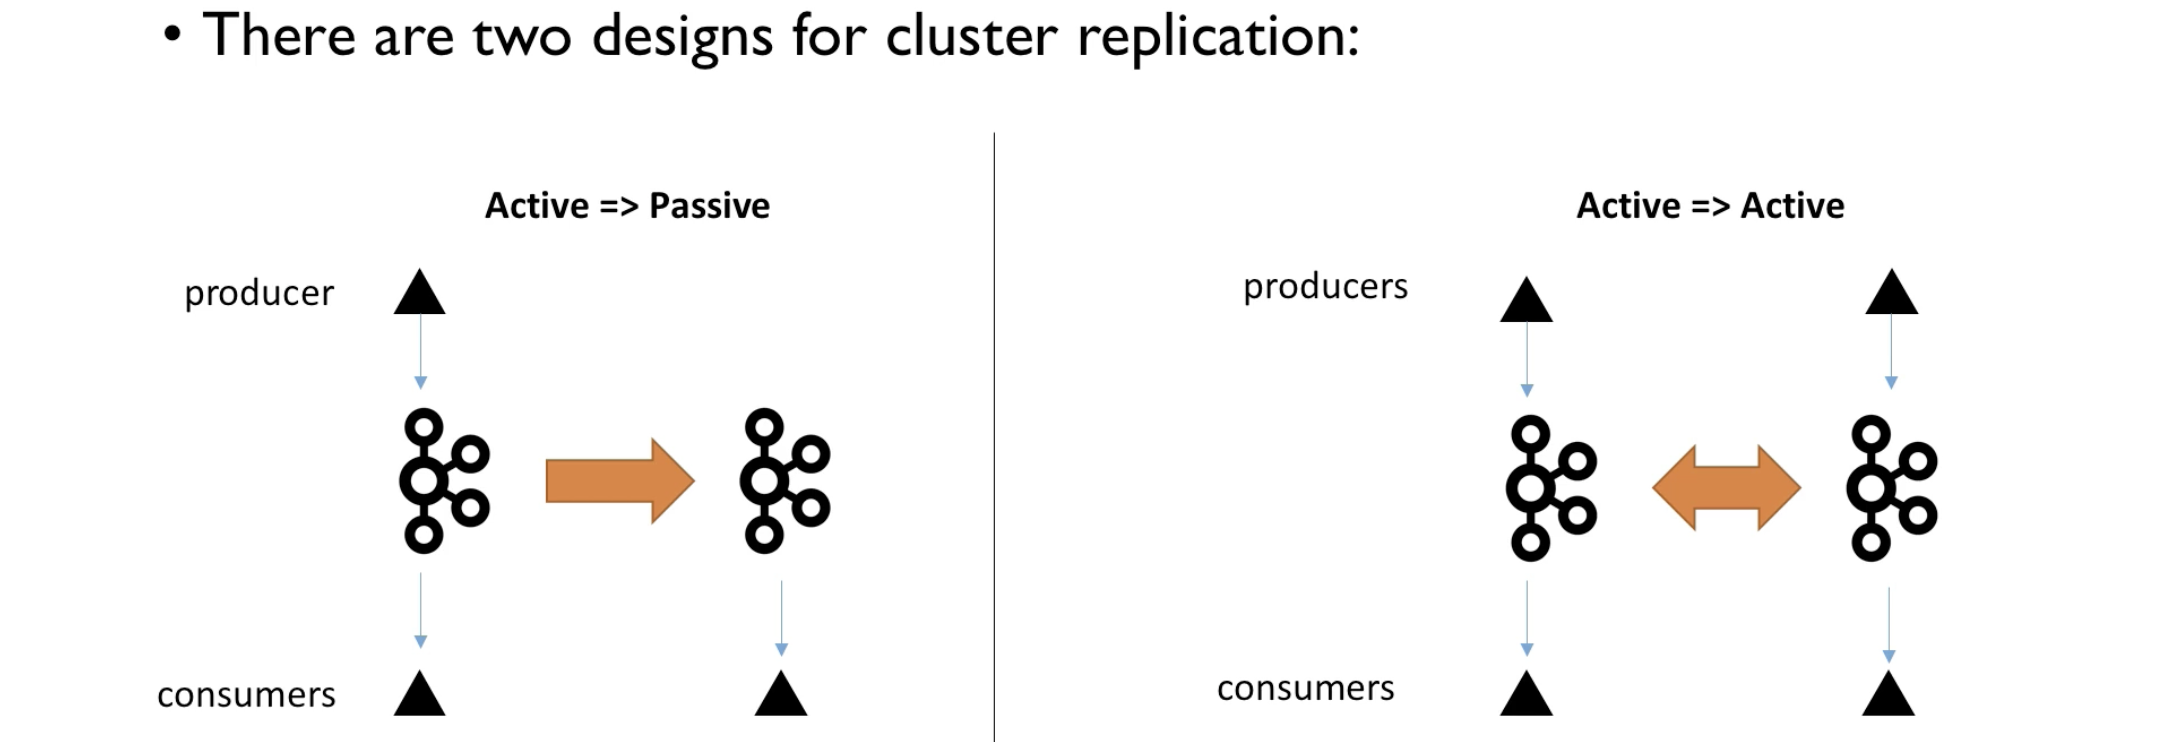 • There are two designs for cluster replication:
Active => Passive
producer
consumers
Active => Active
producers
consumers